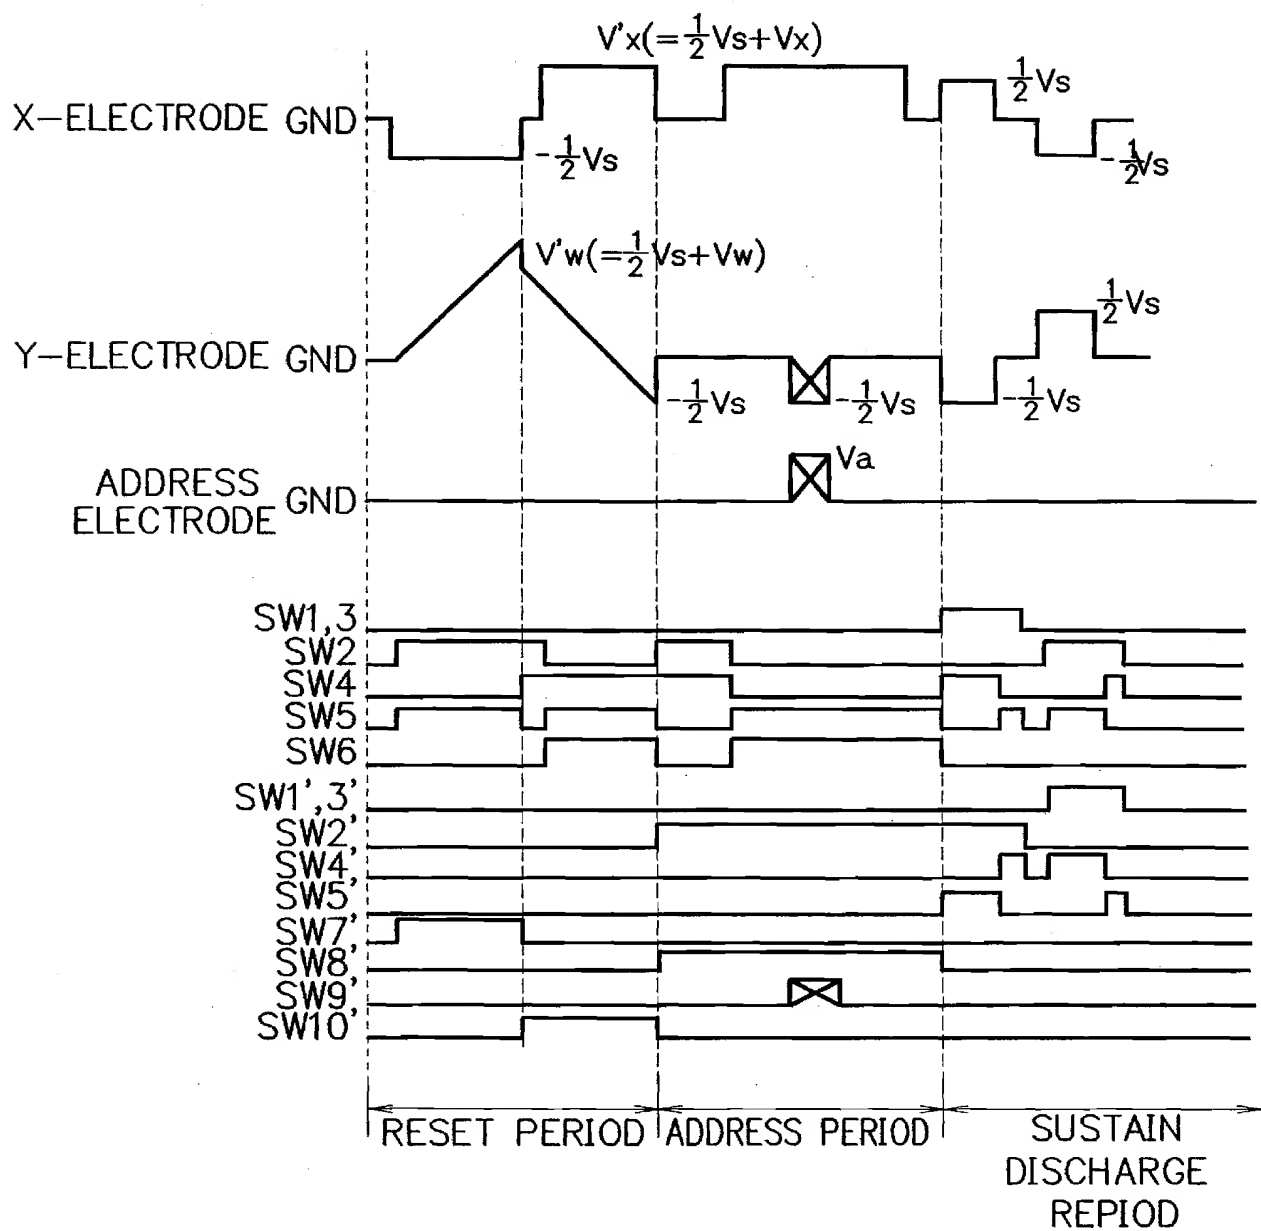 V'x(=1/2Vs+Vx)
X-ELECTRODE GND
-1/2Vs
1/2Vs
-1/2Vs
V'w(=1/2Vs+Vw)
Y-ELECTRODE GND
-1/2Vs
-1/2Vs
-1/2Vs
1/2Vs
ADDRESS
ELECTRODE
GND
Va
SW1,3
SW2
SW4
SW5
SW6
SW1',3'
SW2'
SW4'
SW5'
SW7'
SW8'
SW9'
SW10'
RESET PERIOD
ADDRESS PERIOD
SUSTAIN
DISCHARGE
REPIOD